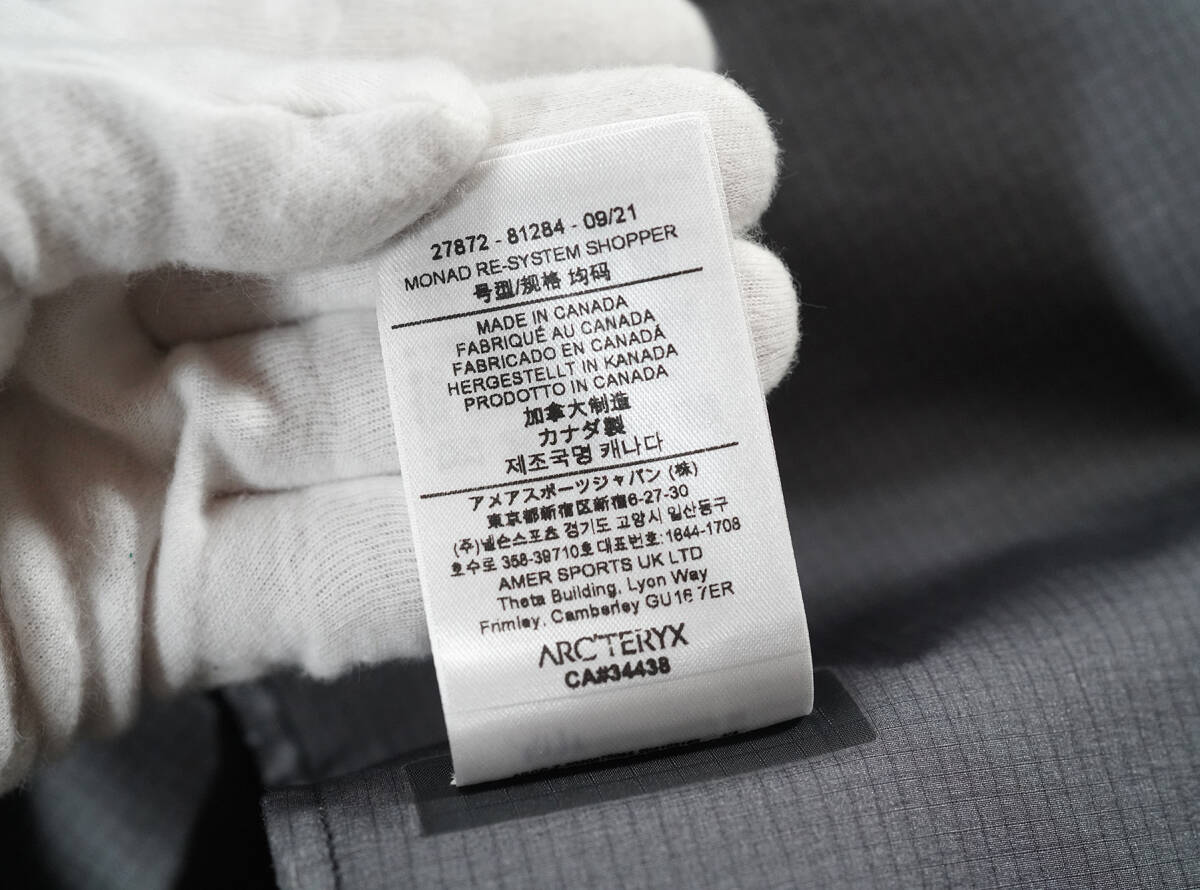 27872 - 81284 - 09/21
MONAD RE-SYSTEM SHOPPER
号型/规格 均码
MADE IN CANADA
FABRIQUÉ AU CANADA
FABRICADO EN CANADÁ
HERGESTELLT IN KANADA
PRODOTTO IN CANADA
加拿大制造
カナダ製
제조국명 캐나다
アメアスポーツジャパン (株)
東京都新宿区新宿6-27-30
(주)넬슨스포츠 경기도 고양시 일산동구
호수로 358-39710호 대표번호:1644-1708
AMER SPORTS UK LTD
Theta Building, Lyon Way
Frimley, Camberley GU16 7ER
ARC'TERYX
CA#34438